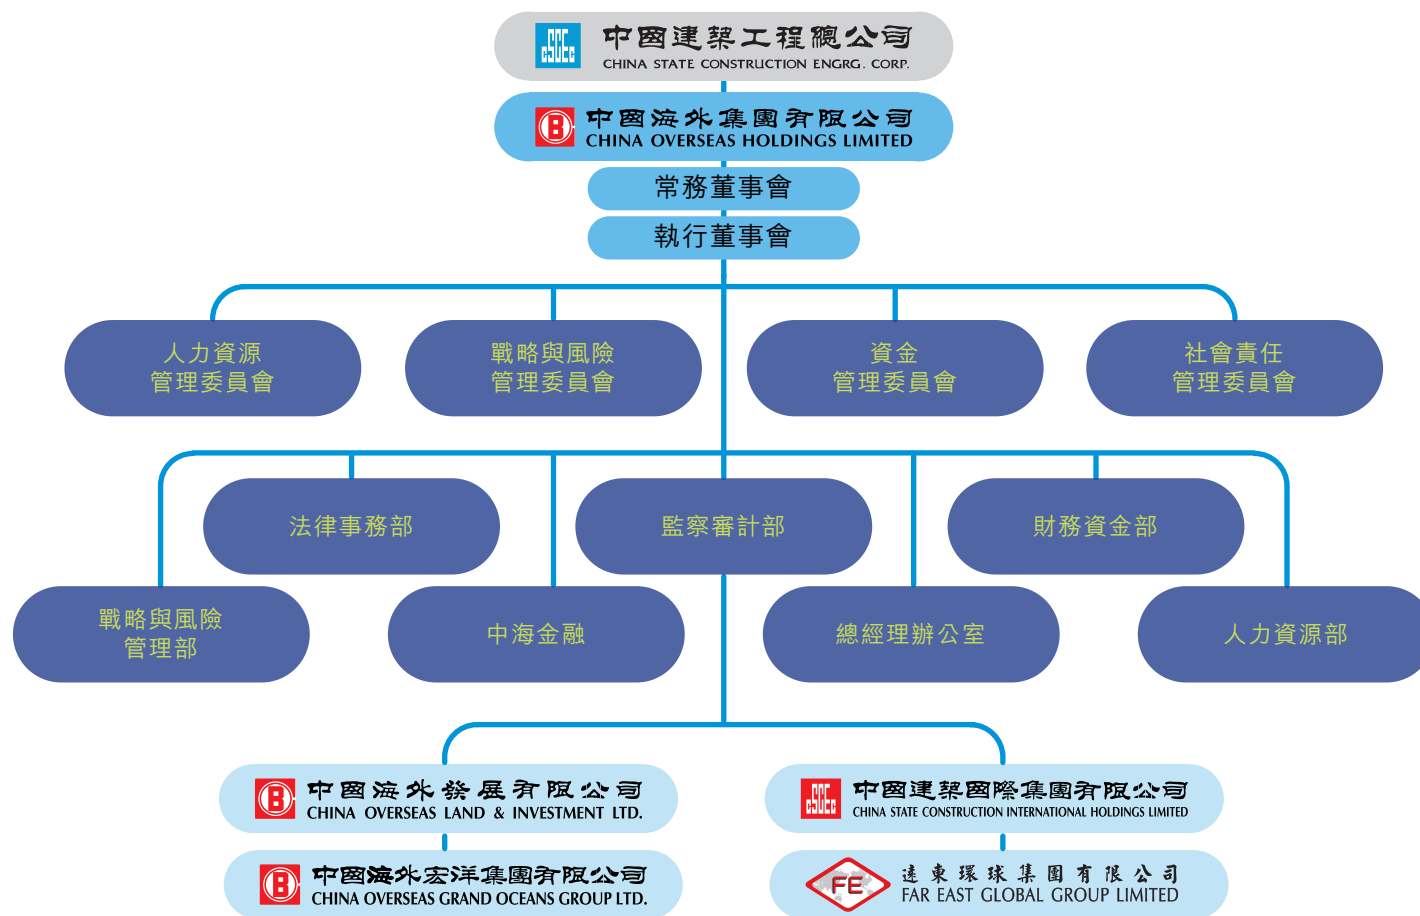 CSCEC
中國建築工程總公司
CHINA STATE CONSTRUCTION ENGRG. CORP.
中國海外集團有限公司
CHINA OVERSEAS HOLDINGS LIMITED
常務董事會
執行董事會
人力資源
管理委員會
戰略與風險
管理委員會
資金
管理委員會
社會責任
管理委員會
法律事務部
監察審計部
財務資金部
戰略與風險
管理部
中海金融
總經理辦公室
人力資源部
中國海外發展有限公司
CHINA OVERSEAS LAND & INVESTMENT LTD.
CSCEC
中國建築國際集團有限公司
CHINA STATE CONSTRUCTION INTERNATIONAL HOLDINGS LIMITED
中國海外宏洋集團有限公司
CHINA OVERSEAS GRAND OCEANS GROUP LTD.
FE
遠東環球集團有限公司
FAR EAST GLOBAL GROUP LIMITED